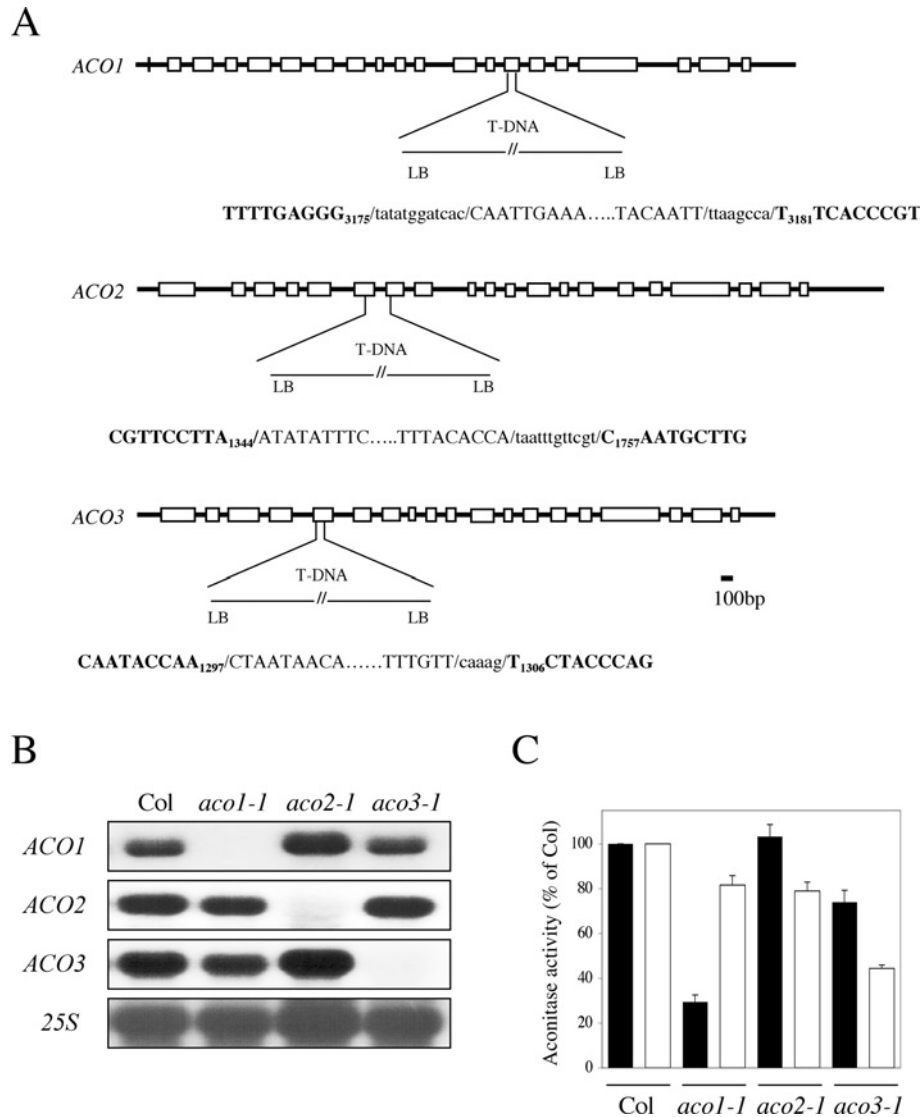 A
ACO1
T-DNA
//
LB LB
TTTTGAGGG3175/tatatggatcac/CAATTGAAA.....TACAATT/ttaagcca/T3181TCACCCGT
ACO2
T-DNA
//
LB LB
CGTTCCTTA1344/ATATATTTC.....TTTACACCA/taatttgttcgt/C1757AATGCTTG
ACO3
T-DNA
//
LB LB
100bp
CAATACCAA1297/CTAATAACA......TTTGTT/caaag/T1306CTACCCAG
B
Col aco1-1 aco2-1 aco3-1
ACO1
ACO2
ACO3
25S
C
Aconitase activity (% of Col)
100
80
60
40
20
0
Col aco1-1 aco2-1 aco3-1